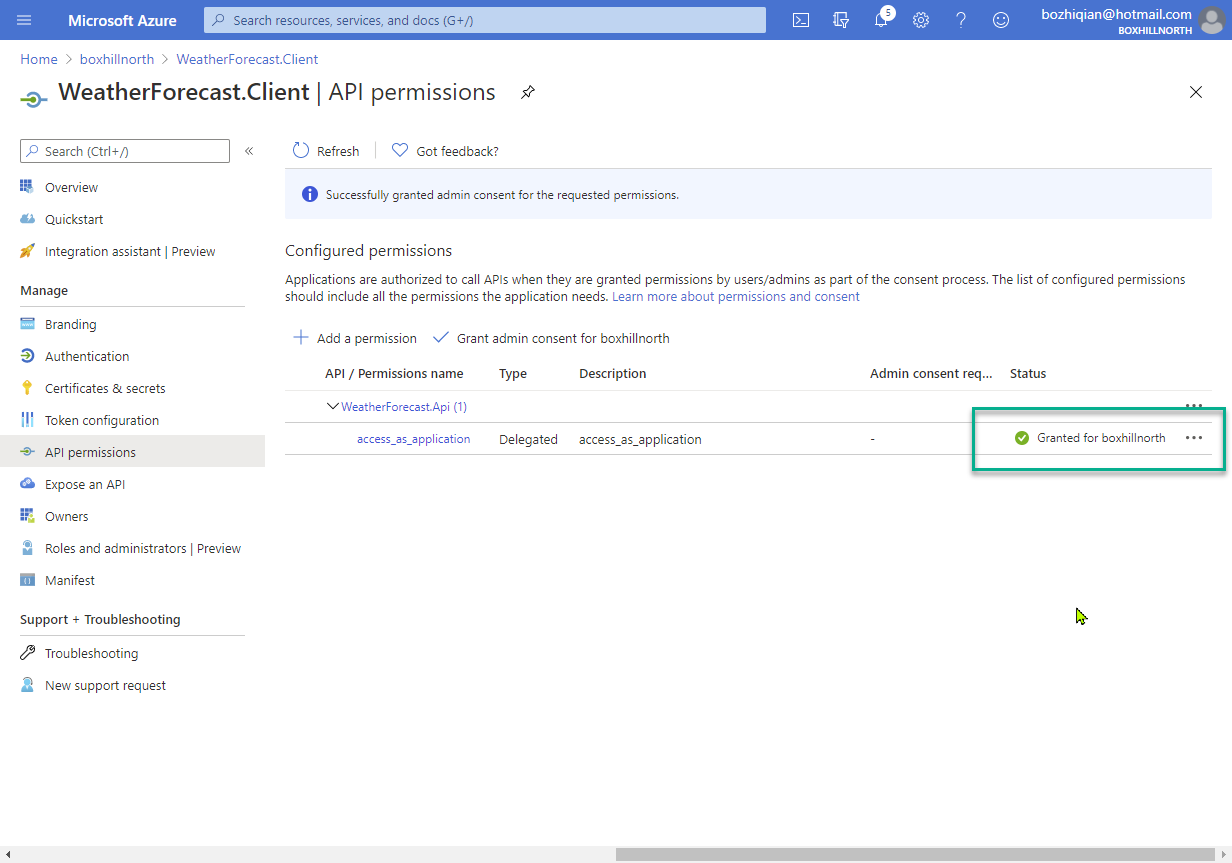 Microsoft Azure
Search resources, services, and docs (G+/)
5
bozhiqian@hotmail.com
BOXHILLNORTH
Home > boxhillnorth > WeatherForecast.Client
WeatherForecast.Client | API permissions
Search (Ctrl+/)
«
Overview
Quickstart
Integration assistant | Preview
Manage
Branding
Authentication
Certificates & secrets
Token configuration
API permissions
Expose an API
Owners
Roles and administrators | Preview
Manifest
Support + Troubleshooting
Troubleshooting
New support request
Refresh
Got feedback?
Successfully granted admin consent for the requested permissions.
Configured permissions
Applications are authorized to call APIs when they are granted permissions by users/admins as part of the consent process. The list of configured permissions
should include all the permissions the application needs. Learn more about permissions and consent
Add a permission
Grant admin consent for boxhillnorth
API / Permissions name Type Description Admin consent req... Status
WeatherForecast.Api (1)
access_as_application Delegated access_as_application - Granted for boxhillnorth